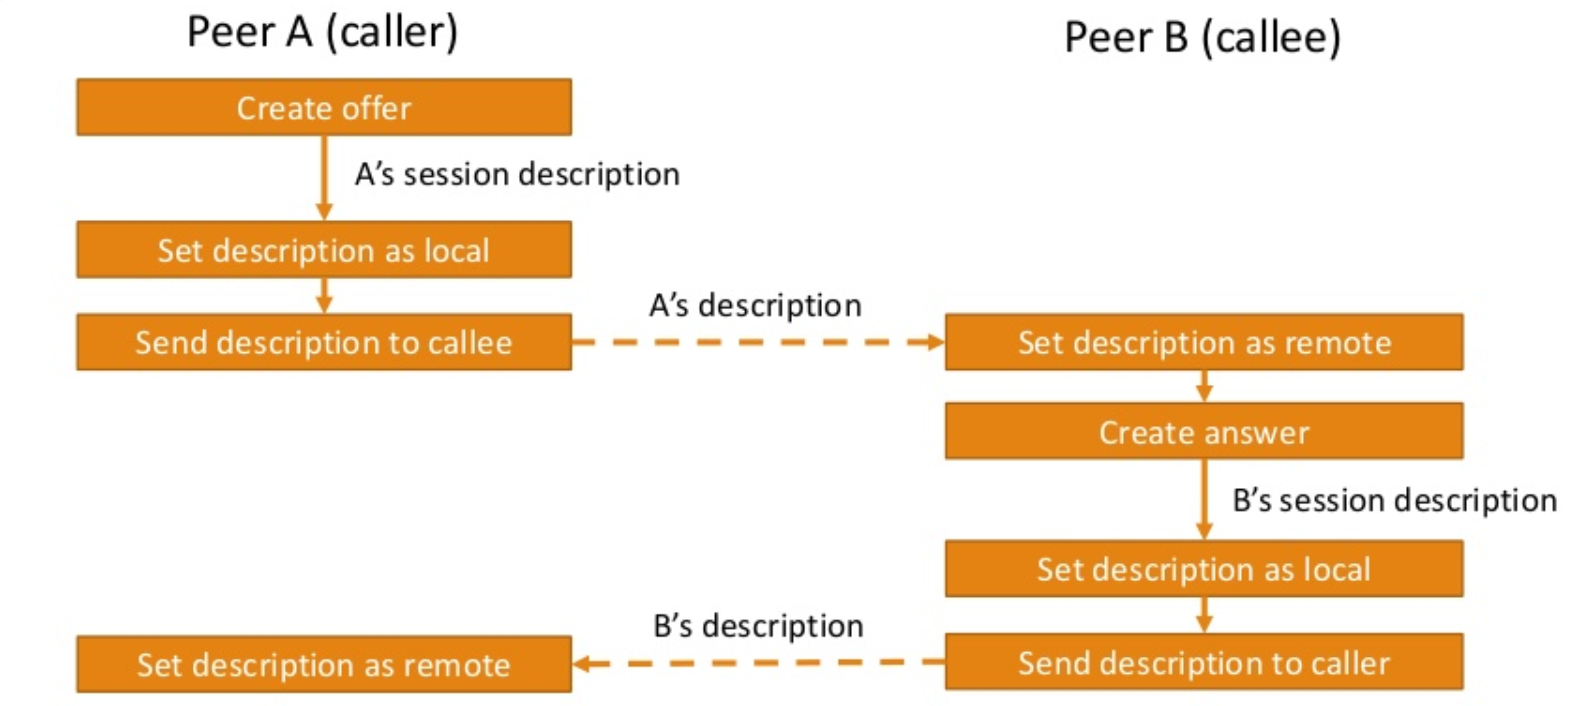 Peer A (caller)
Peer B (callee)
Create offer
A’s session description
Set description as local
A’s description
Send description to callee
Set description as remote
Create answer
B’s session description
Set description as local
B’s description
Set description as remote
Send description to caller